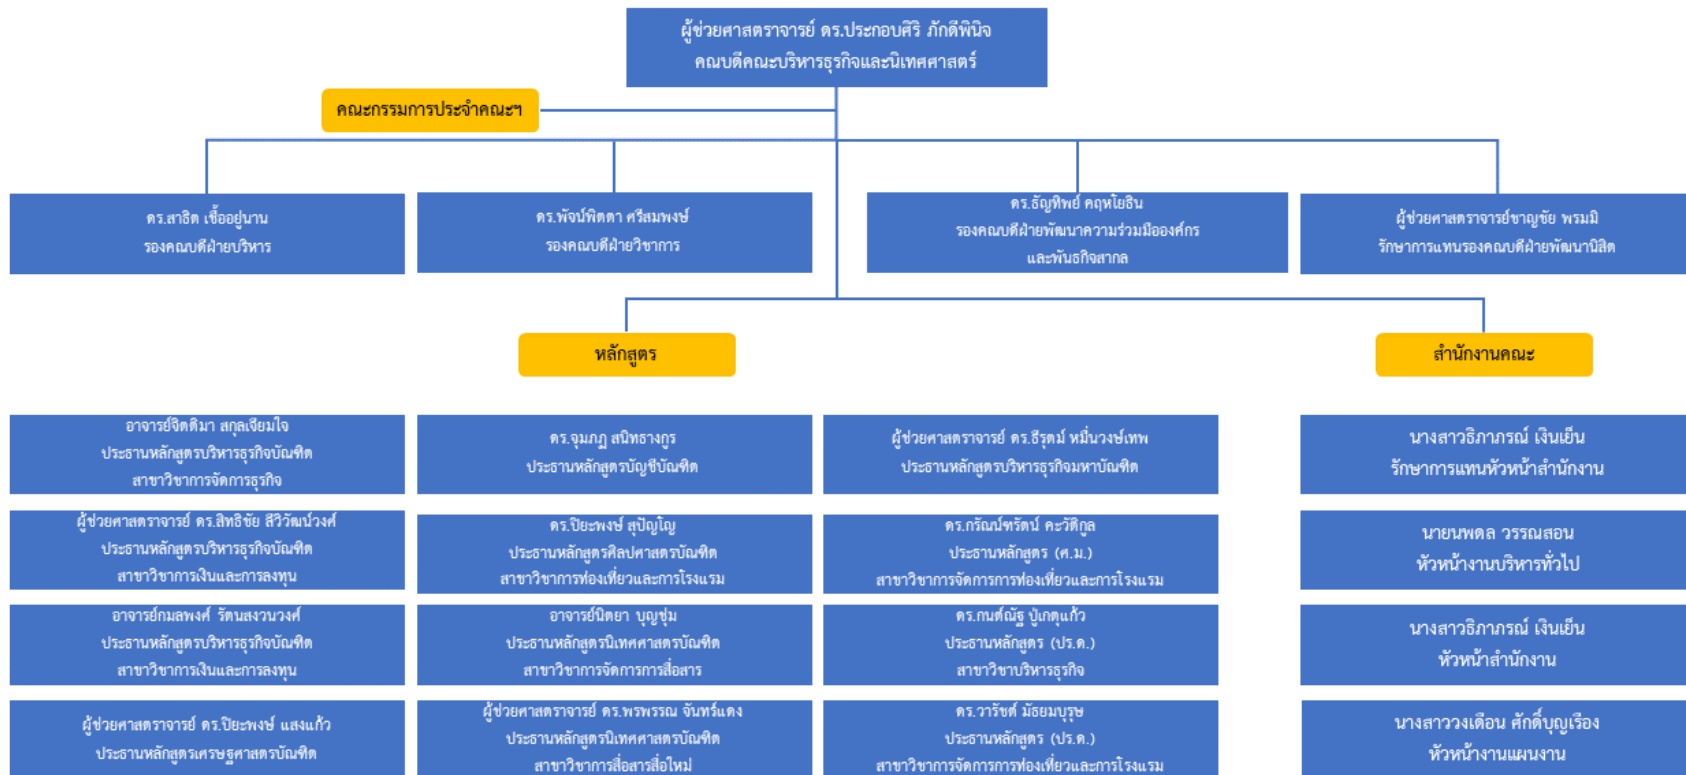 ผู้ช่วยศาสตราจารย์ ดร.ประกอบศิริ ภักดีพินิจ
คณบดีคณะบริหารธุรกิจและนิเทศศาสตร์
คณะกรรมการประจำคณะฯ
ดร.สาธิต เชื้ออยู่นาน
รองคณบดีฝ่ายบริหาร
ดร.พัจน์พิตตา ศรีสมพงษ์
รองคณบดีฝ่ายวิชาการ
ดร.ธัญทิพย์ คฤหโยธิน
รองคณบดีฝ่ายพัฒนาความร่วมมือองค์กร
และพันธกิจสากล
ผู้ช่วยศาสตราจารย์ชาญชัย พรมมิ
รักษาการแทนรองคณบดีฝ่ายพัฒนานิสิต
หลักสูตร
สำนักงานคณะ
อาจารย์จิตติมา สกุลเจียมใจ
ประธานหลักสูตรบริหารธุรกิจบัณฑิต
สาขาวิชาการจัดการธุรกิจ
ดร.จุมภฏ สนิทธางกูร
ประธานหลักสูตรบัญชีบัณฑิต
ผู้ช่วยศาสตราจารย์ ดร.ธีรุตม์ หมื่นวงษ์เทพ
ประธานหลักสูตรบริหารธุรกิจมหาบัณฑิต
นางสาวธิภาภรณ์ เงินเย็น
รักษาการแทนหัวหน้าสำนักงาน
ผู้ช่วยศาสตราจารย์ ดร.สิทธิชัย ลีวิวัฒน์วงศ์
ประธานหลักสูตรบริหารธุรกิจบัณฑิต
สาขาวิชาการเงินและการลงทุน
ดร.ปิยะพงษ์ สุปัญโญ
ประธานหลักสูตรศิลปศาสตรบัณฑิต
สาขาวิชาการท่องเที่ยวและการโรงแรม
ดร.กรัณน์ฑรัตน์ คะวัติกูล
ประธานหลักสูตร (ศ.ม.)
สาขาวิชาการจัดการการท่องเที่ยวและการโรงแรม
นายนพดล วรรณสอน
หัวหน้างานบริหารทั่วไป
อาจารย์กมลพงศ์ รัตนสงวนวงศ์
ประธานหลักสูตรบริหารธุรกิจบัณฑิต
สาขาวิชาการเงินและการลงทุน
อาจารย์นิตยา บุญชุ่ม
ประธานหลักสูตรนิเทศศาสตรบัณฑิต
สาขาวิชาการจัดการการสื่อสาร
ดร.กนต์ณัฐ ปู่เกตุแก้ว
ประธานหลักสูตร (ปร.ด.)
สาขาวิชาบริหารธุรกิจ
นางสาวธิภาภรณ์ เงินเย็น
หัวหน้าสำนักงาน
ผู้ช่วยศาสตราจารย์ ดร.ปิยะพงษ์ แสงแก้ว
ประธานหลักสูตรเศรษฐศาสตรบัณฑิต
ผู้ช่วยศาสตราจารย์ ดร.พรพรรณ จันทร์แดง
ประธานหลักสูตรนิเทศศาสตรบัณฑิต
สาขาวิชาการสื่อสารสื่อใหม่
ดร.วารัชต์ มัธยมบุรุษ
ประธานหลักสูตร (ปร.ด.)
สาขาวิชาการจัดการการท่องเที่ยวและการโรงแรม
นางสาววงเดือน ศักดิ์บุญเรือง
หัวหน้างานแผนงาน